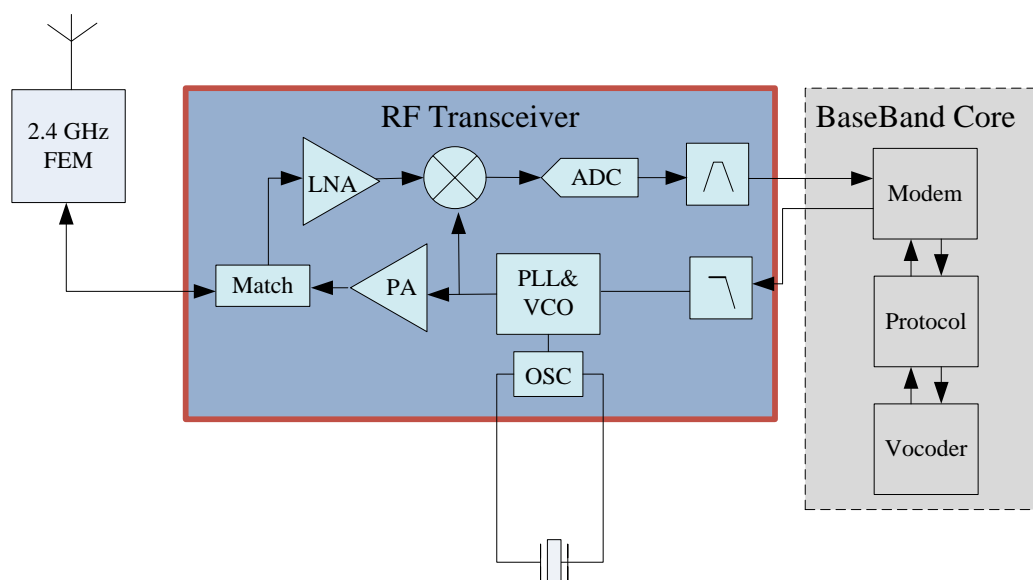 RF Transceiver
BaseBand Core
2.4 GHz
FEM
LNA
ADC
Modem
Match
PA
PLL&
VCO
Protocol
OSC
Vocoder